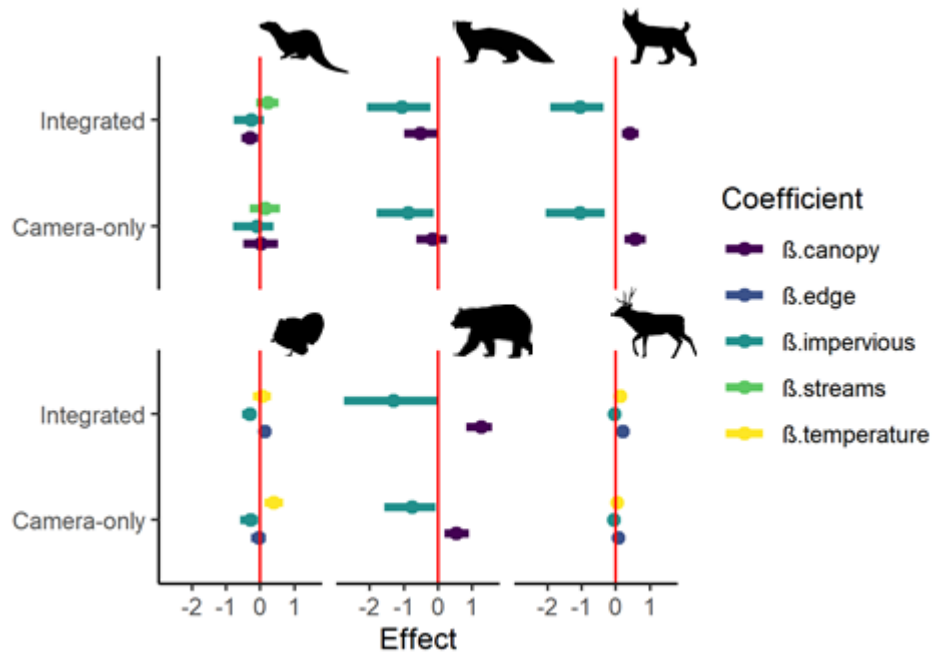 Integrated
Camera-only
Integrated
Camera-only
-2 -1 0 1 -2 -1 0 1 -2 -1 0 1
Effect
Coefficient
ß.canopy
ß.edge
ß.impervious
ß.streams
ß.temperature